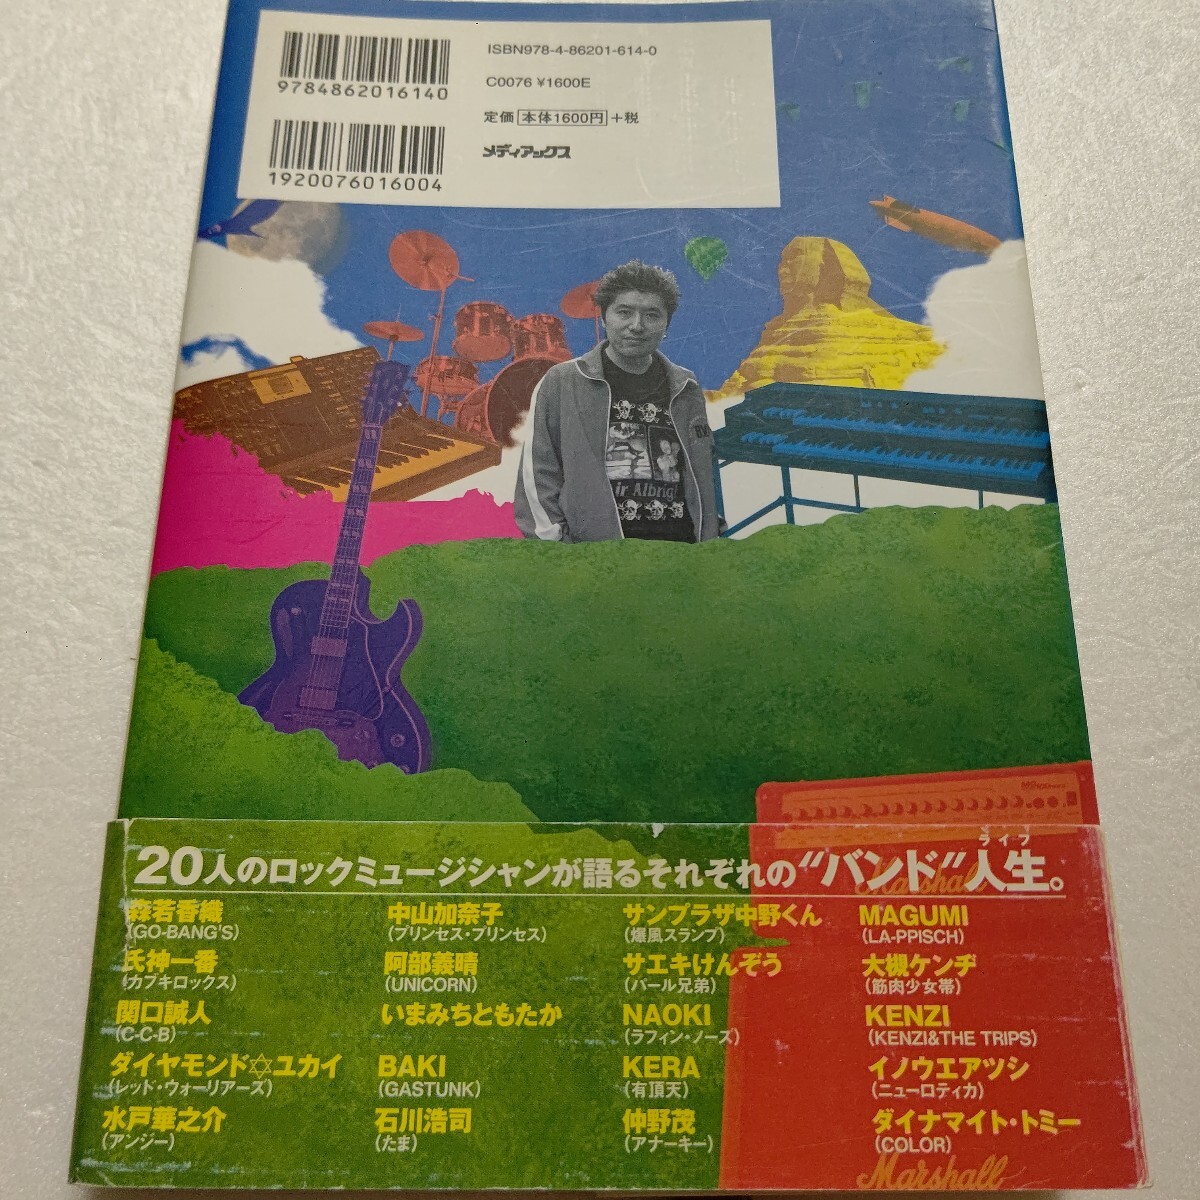 ISBN978-4-86201-614-0
9784862016140
C0076 ¥1600E
定価 本体1600円 +税
1920076016004
メディアックス
ライブ
20人のロックミュージシャンが語るそれぞれの“バンド”人生。
森若香織 中山加奈子 サンプラザ中野くん MAGUMI
(GO-BANG'S) (プリンセス・プリンセス) (爆風スランプ) (LA-PPISCH)
氏神一番 阿部義晴 サエキけんぞう 大槻ケンヂ
(カブキロックス) (UNICORN) (パール兄弟) (筋肉少女帯)
関口誠人 いまみちともたか NAOKI KENZI
(C-C-B) (ラフィン・ノーズ) (KENZI&THE TRIPS)
ダイヤモンド✡ユカイ BAKI KERA イノウエアツシ
(レッド・ウォーリアーズ) (GASTUNK) (有頂天) (ニューロティカ)
水戸華之介 石川浩司 仲野茂 ダイナマイト・トミー
(アンジー) (たま) (アナーキー) (COLOR)
Marshall